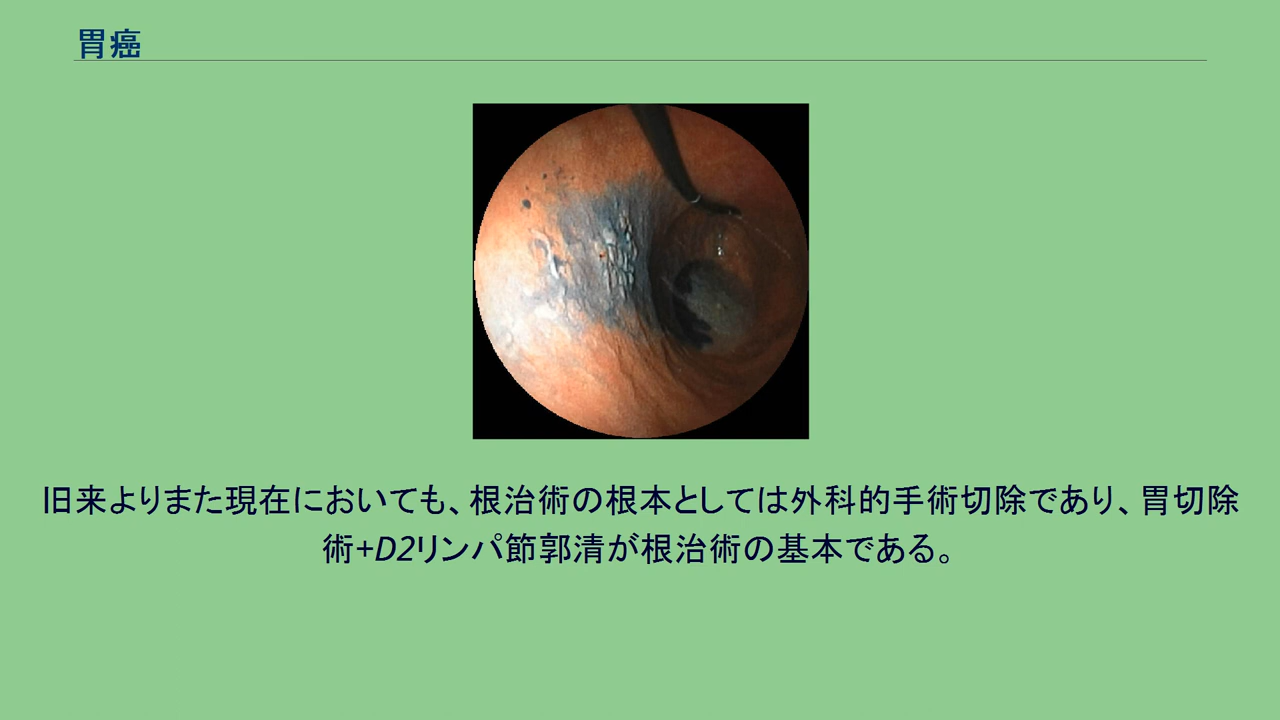 胃癌
旧来よりまた現在においても、根治術の根本としては外科的手術切除であり、胃切除
術+D2リンパ節郭清が根治術の基本である。